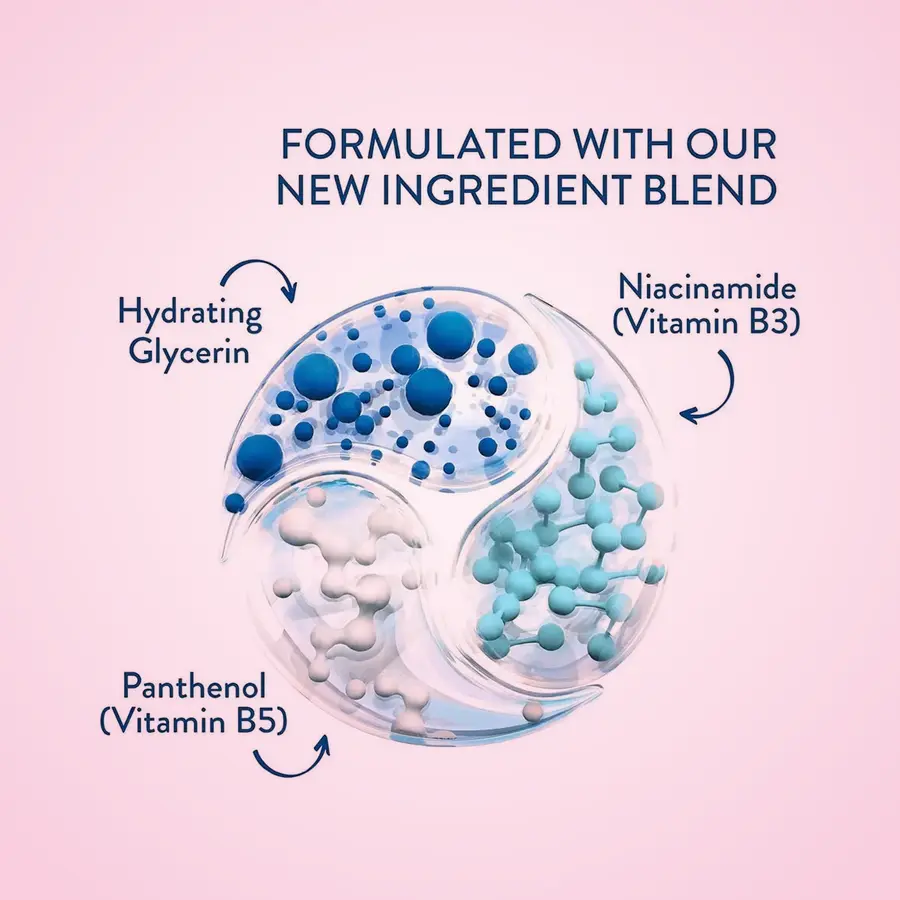 FORMULATED WITH OUR
NEW INGREDIENT BLEND
Hydrating
Glycerin
Niacinamide
(Vitamin B3)
Panthenol
(Vitamin B5)